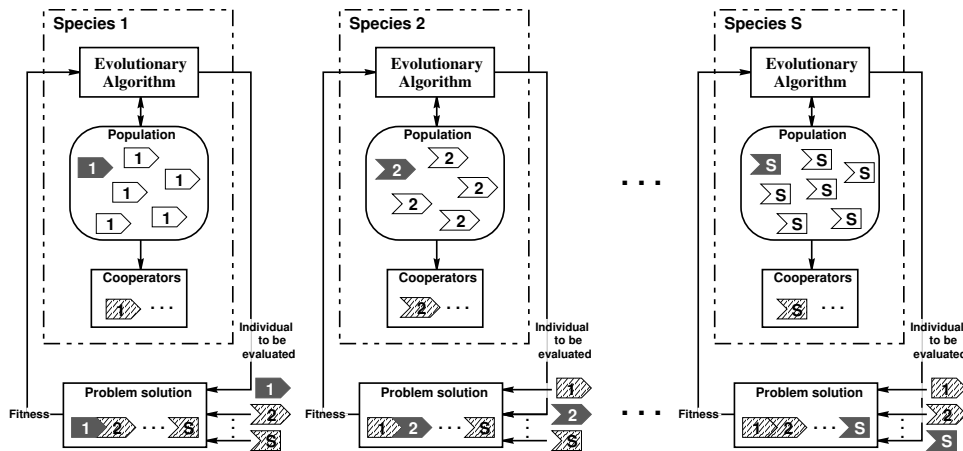 Species 1
Evolutionary
Algorithm
Population
1
1
1
1
1
1
Cooperators
1 ...
Individual
to be
evaluated
Problem solution
1 2 ... S
Fitness
1
2
S
Species 2
Evolutionary
Algorithm
Population
2
2
2
2
2
Cooperators
2 ...
Individual
to be
evaluated
Problem solution
1 2 ... S
Fitness
1
2
S
...
...
Species S
Evolutionary
Algorithm
Population
S
S
S
S
S
S
S
Cooperators
S ...
Individual
to be
evaluated
Problem solution
1 2 ... S
Fitness
1
2
S